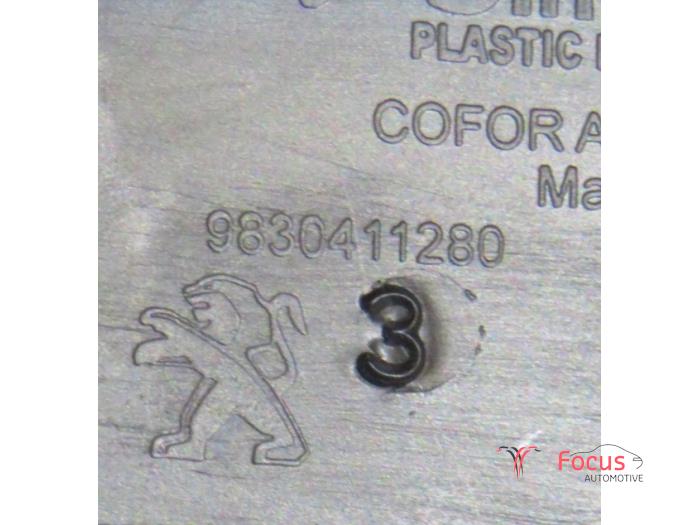 PLASTIC
COFOR A
Ma
9830411280
3
Focus
AUTOMOTIVE